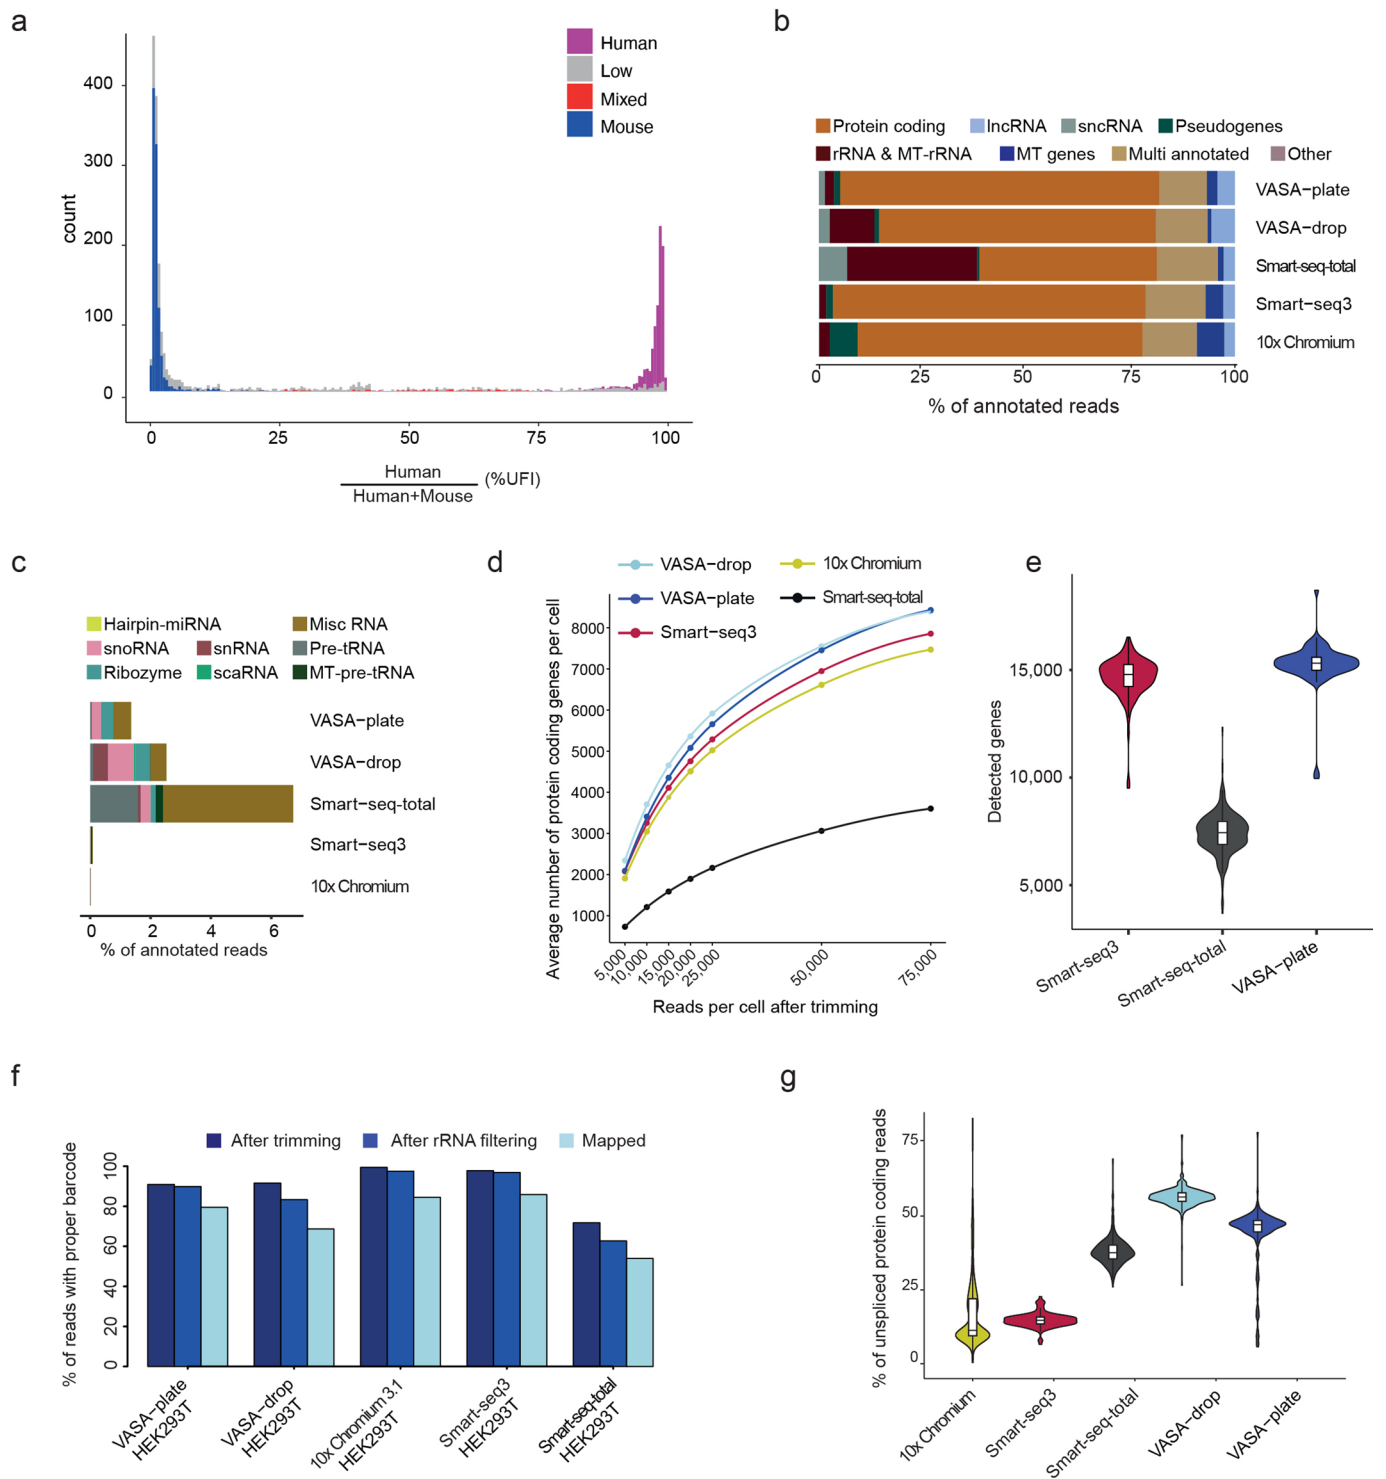 a
Human
Low
Mixed
Mouse
count
400
300
200
100
0
0 25 50 75 100
Human
Human+Mouse
(%UFI)
b
Protein coding lncRNA sncRNA Pseudogenes
rRNA & MT-rRNA MT genes Multi annotated Other
VASA−plate
VASA−drop
Smart-seq-total
Smart−seq3
10x Chromium
0 25 50 75 100
% of annotated reads
c
Hairpin-miRNA Misc RNA
snoRNA snRNA Pre-tRNA
Ribozyme scaRNA MT-pre-tRNA
VASA−plate
VASA−drop
Smart-seq-total
Smart−seq3
10x Chromium
0 2 4 6
% of annotated reads
d
VASA−drop 10x Chromium
VASA−plate Smart−seq-total
Smart−seq3
Average number of protein coding genes per cell
8000
7000
6000
5000
4000
3000
2000
1000
5,000 10,000 15,000 20,000 25,000 50,000 75,000
Reads per cell after trimming
e
Detected genes
15,000
10,000
5,000
Smart-seq3 Smart-seq-total VASA−plate
f
After trimming After rRNA filtering Mapped
% of reads with proper barcode
100
80
60
40
20
0
VASA−plate
HEK293T
VASA−drop
HEK293T
10x Chromium 3.1
HEK293T
Smart-seq3
HEK293T
Smart-seq-total
HEK293T
g
% of unspliced protein coding reads
75
50
25
0
10x Chromium Smart-seq3 Smart-seq-total VASA−drop VASA−plate